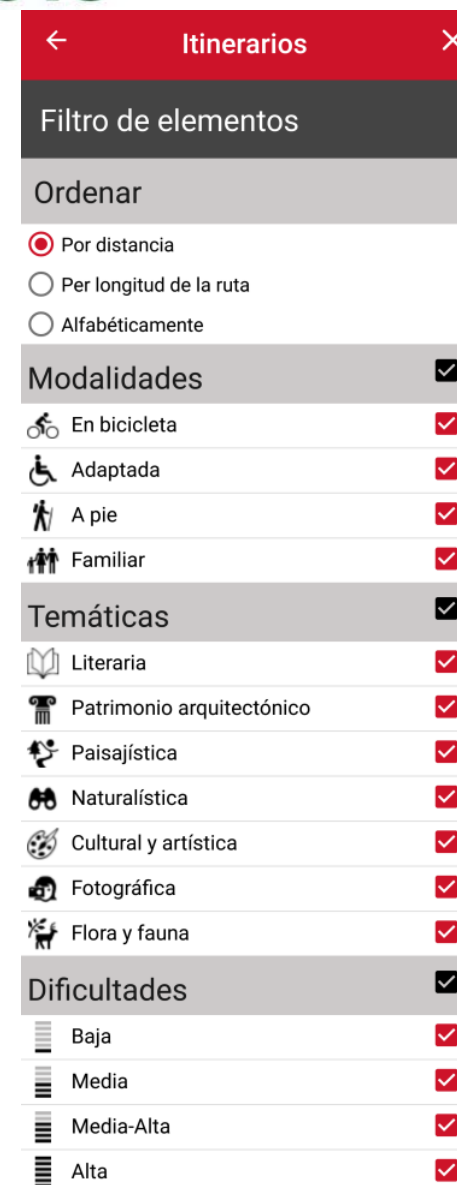 Itinerarios
Filtro de elementos
Ordenar
Por distancia
Per longitud de la ruta
Alfabéticamente
Modalidades
En bicicleta
Adaptada
A pie
Familiar
Temáticas
Literaria
Patrimonio arquitectónico
Paisajística
Naturalística
Cultural y artística
Fotográfica
Flora y fauna
Dificultades
Baja
Media
Media-Alta
Alta